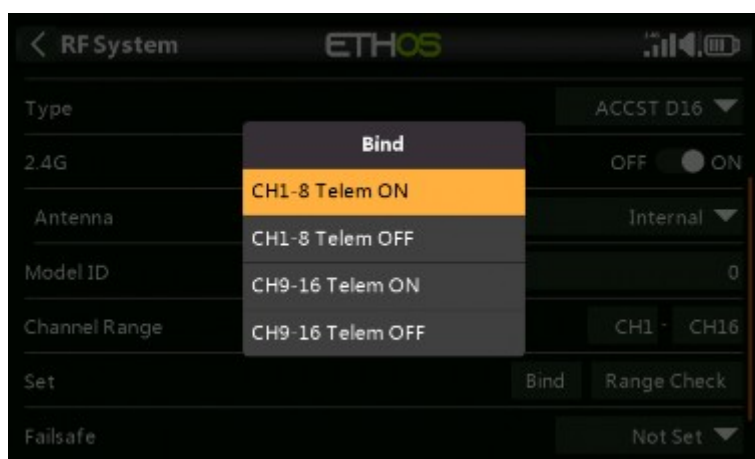 < RF System ETHOS
Type ACCST D16
Bind
2.4G OFF ON
CH1-8 Telem ON
Antenna Internal
CH1-8 Telem OFF
Model ID 0
CH9-16 Telem ON
Channel Range CH1 - CH16
CH9-16 Telem OFF
Set Bind Range Check
Failsafe Not Set